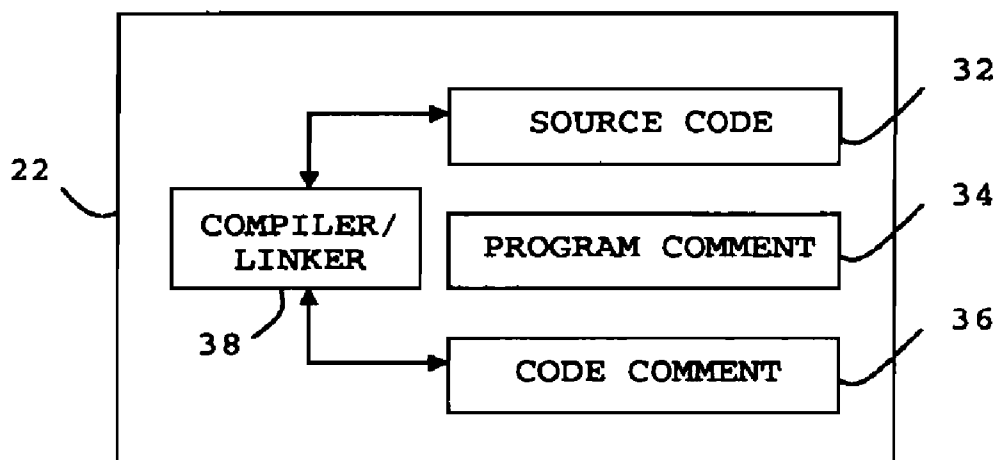 32
SOURCE CODE
22
34
COMPILER/
LINKER
PROGRAM COMMENT
38
36
CODE COMMENT